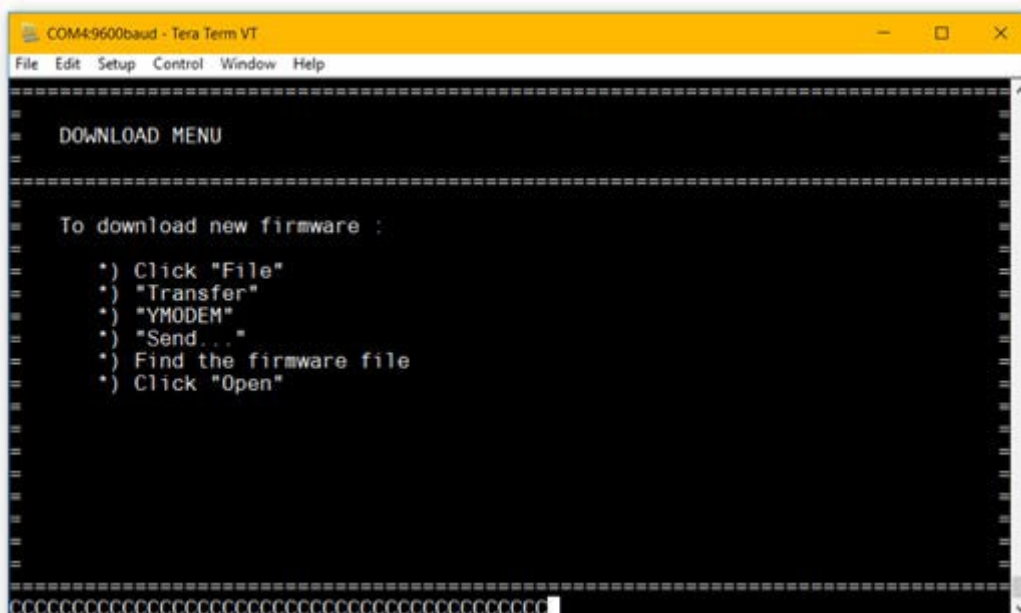 COM4:9600baud - Tera Term VT
File Edit Setup Control Window Help
================================================================================
= =
= DOWNLOAD MENU =
= =
================================================================================
= =
= To download new firmware : =
= =
= *) Click "File" =
= *) "Transfer" =
= *) "YMODEM" =
= *) "Send..." =
= *) Find the firmware file =
= *) Click "Open" =
= =
= =
= =
= =
= =
= =
= =
= =
================================================================================
CCCCCCCCCCCCCCCCCCCCCCCCCCCCCCCCCCCCCCCCCCC